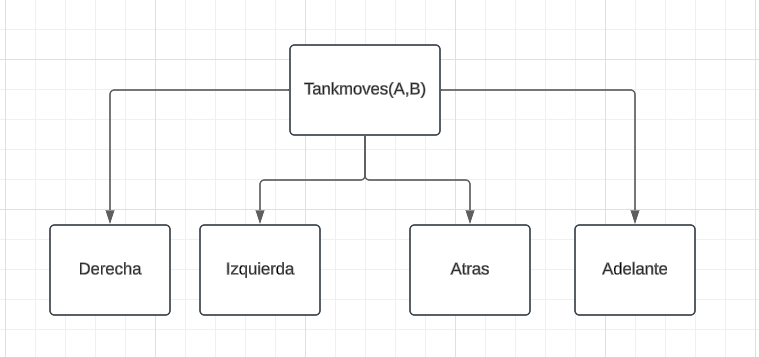 Tankmoves(A,B)
Derecha
Izquierda
Atras
Adelante